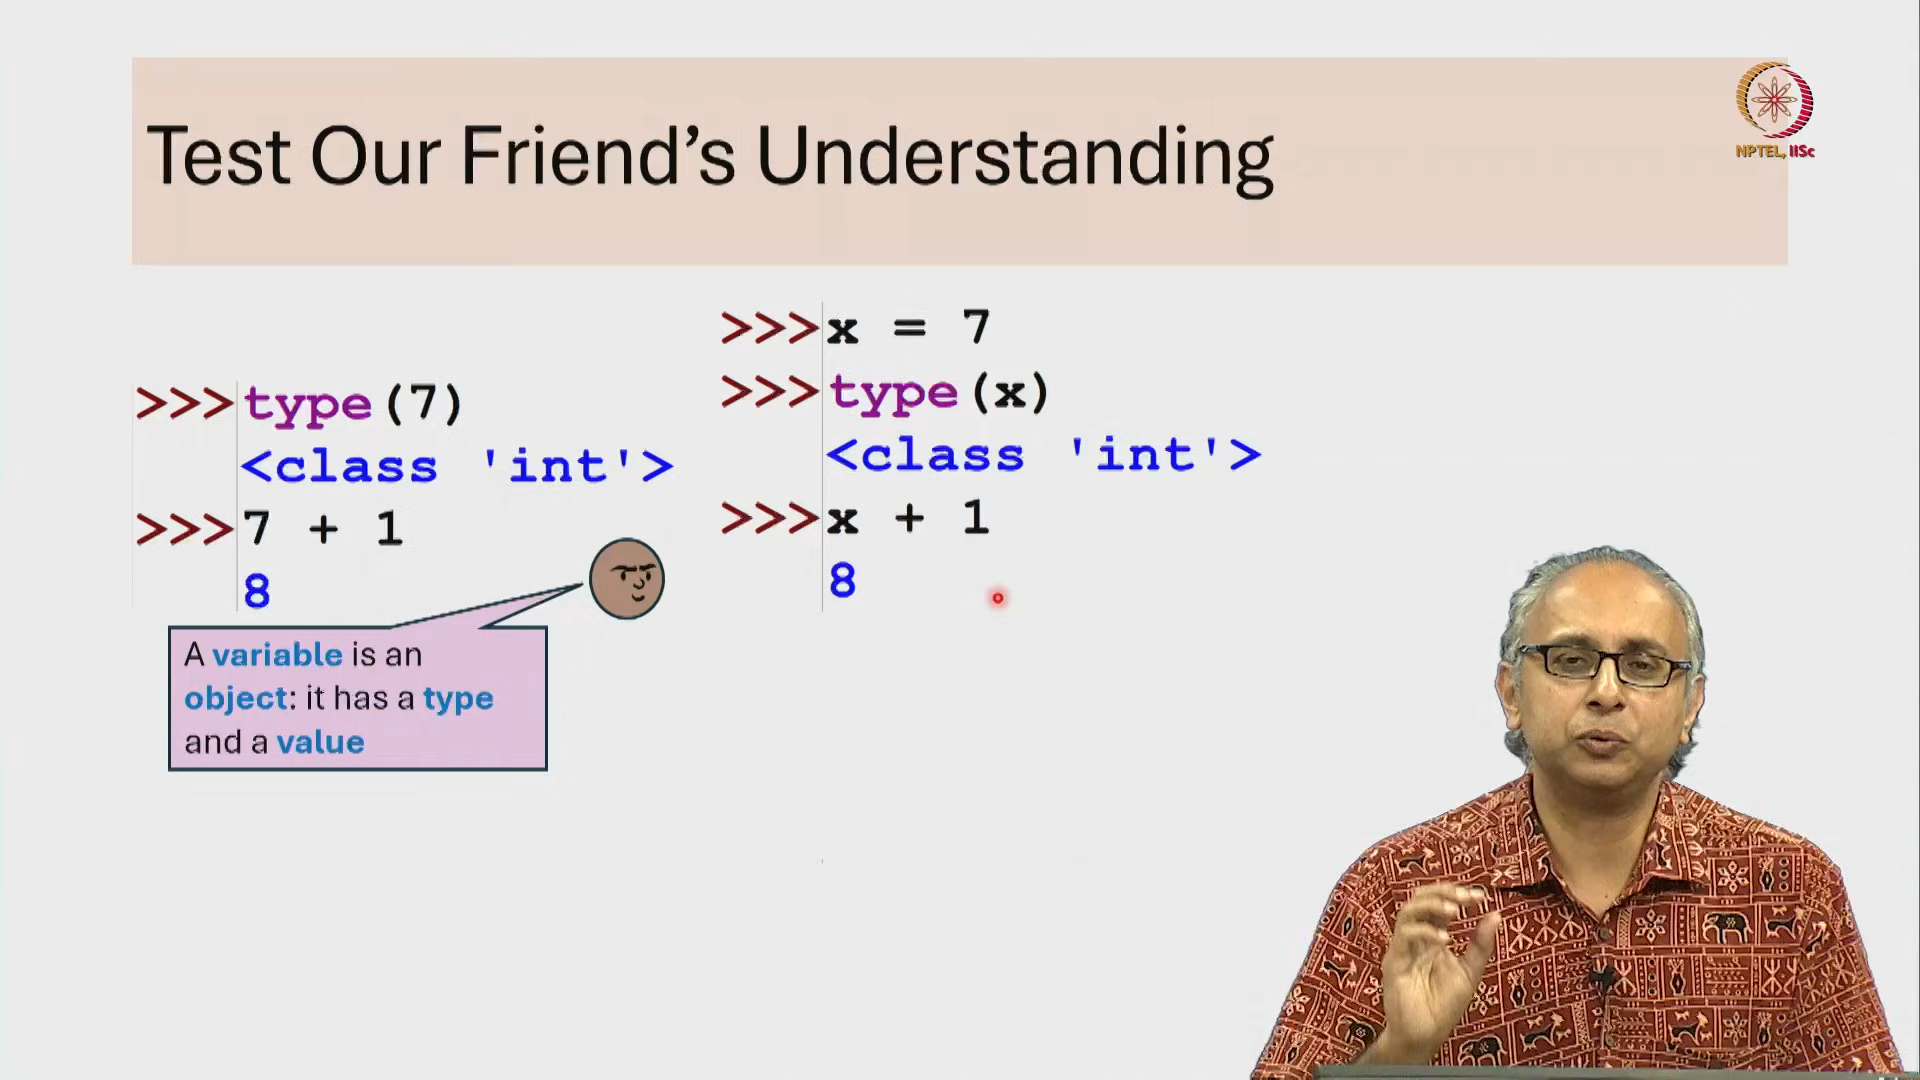 Test Our Friend's Understanding
NPTEL, IISc
>>> type(7)
<class 'int'>
>>> 7 + 1
8
A variable is an
object: it has a type
and a value
>>> x = 7
>>> type(x)
<class 'int'>
>>> x + 1
8